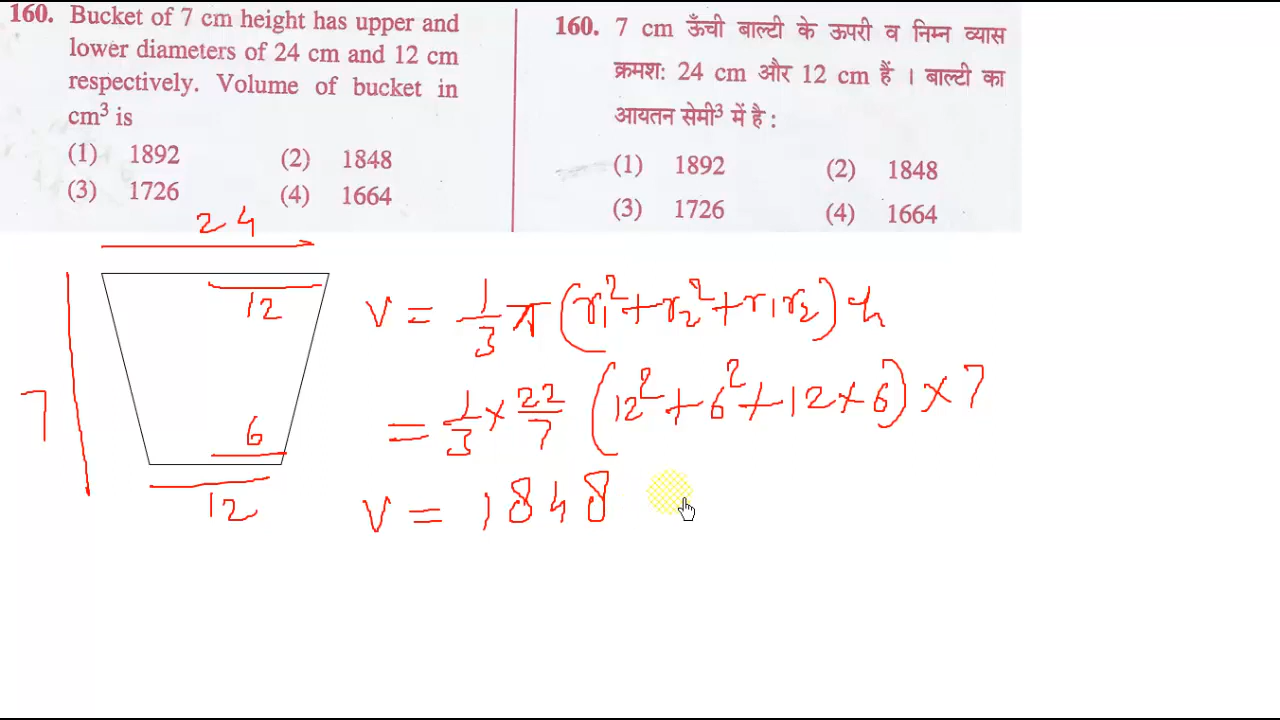 160. Bucket of 7 cm height has upper and
lower diameters of 24 cm and 12 cm
respectively. Volume of bucket in
cm³ is
(1) 1892 (2) 1848
(3) 1726 (4) 1664
160. 7 cm ऊँची बाल्टी के ऊपरी व निम्न व्यास
क्रमशः 24 cm और 12 cm हैं । बाल्टी का
आयतन सेमी³ में है :
(1) 1892 (2) 1848
(3) 1726 (4) 1664
24
12
7
6
12
V = 1/3 π (r₁² + r₂² + r₁r₂) h
= 1/3 × 22/7 (12² + 6² + 12 × 6) × 7
V = 1848